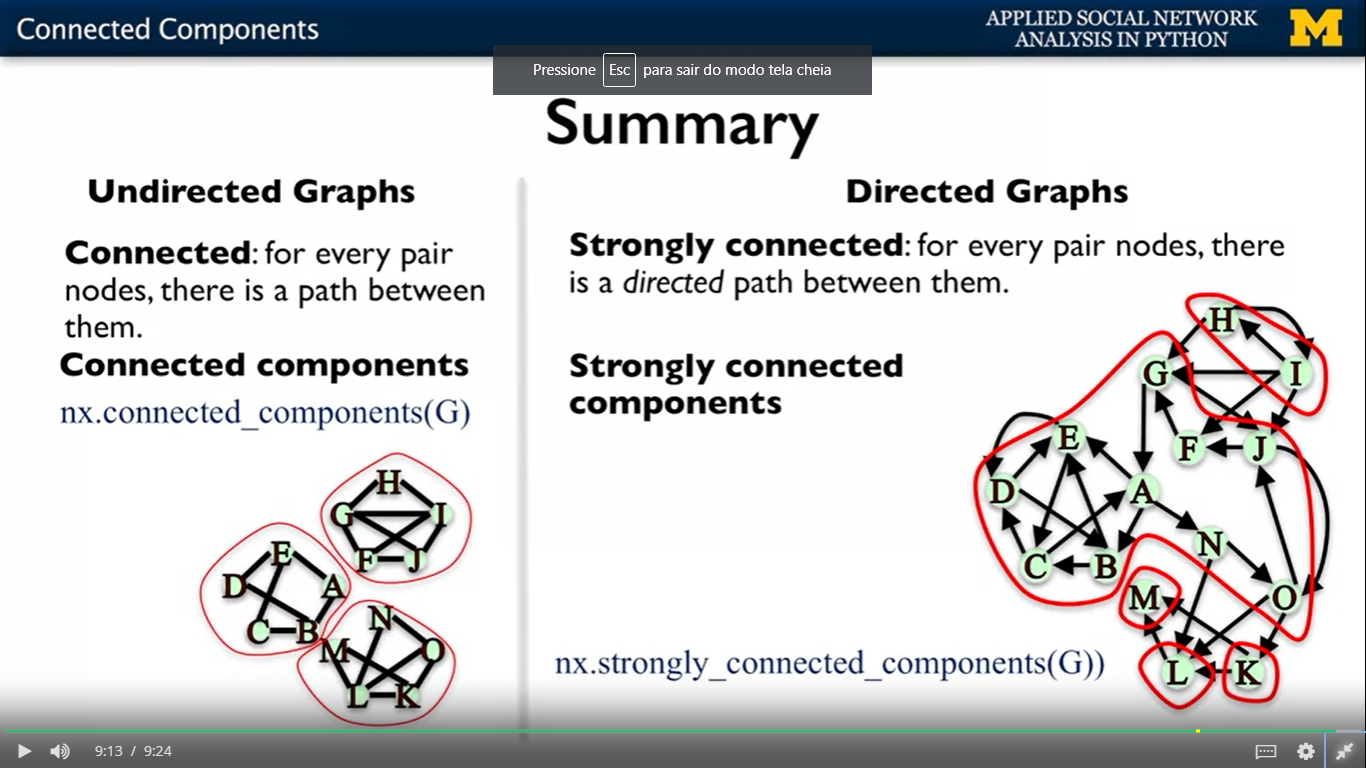 Connected Components
APPLIED SOCIAL NETWORK
ANALYSIS IN PYTHON
M
Pressione Esc para sair do modo tela cheia
Summary
Undirected Graphs
Connected: for every pair
nodes, there is a path between
them.
Connected components
nx.connected_components(G)
H
G I
F J
E
D A
C B
N
M O
L K
Directed Graphs
Strongly connected: for every pair nodes, there
is a directed path between them.
Strongly connected
components
H
G I
E F J
D A
C B N
M O
L K
nx.strongly_connected_components(G))
9:13 / 9:24